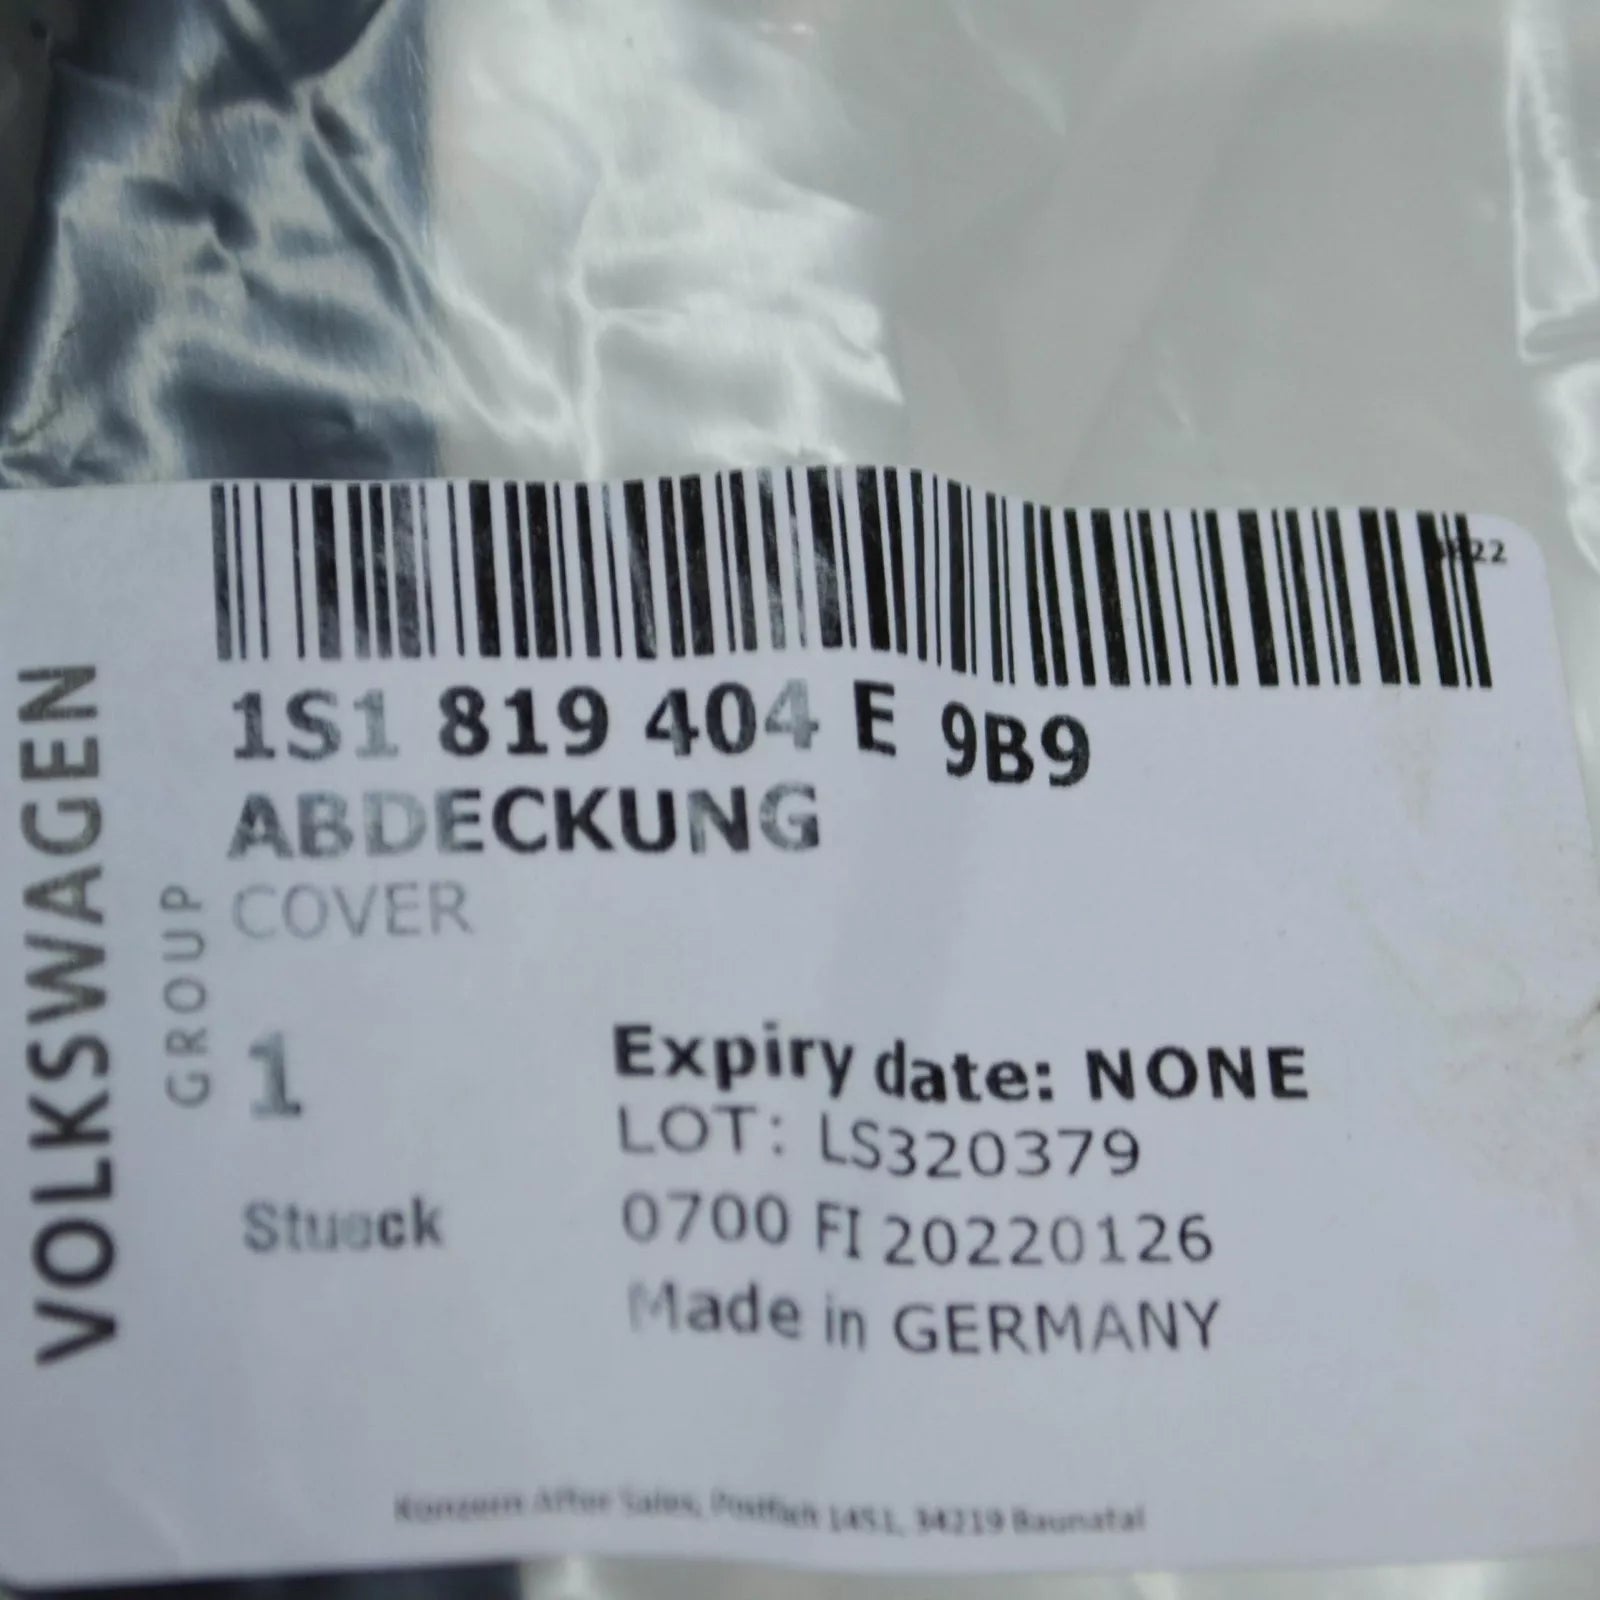 1S1 819 404 E 9B9
ABDECKUNG
COVER
VOLKSWAGEN
GROUP
1
Stueck
Expiry date: NONE
LOT: LS320379
0700 FI 20220126
Made in GERMANY
Konzern After Sales, Postfach 1451, 34219 Baunatal